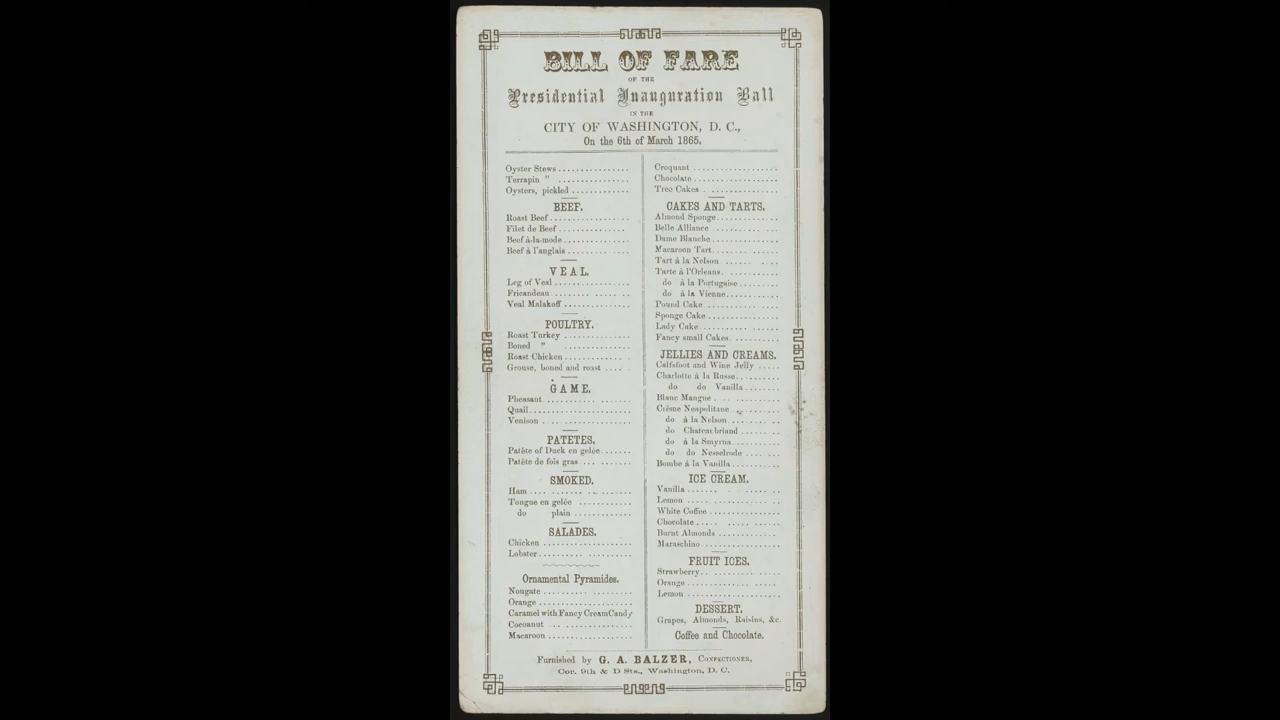 BILL OF FARE
OF THE
Presidential Inauguration Ball
IN THE
CITY OF WASHINGTON, D. C.,
On the 6th of March 1865.
Oyster Stews
Terrapin "
Oysters, pickled
BEEF.
Roast Beef
Filet de Beef
Beef à-la-mode
Beef à l'anglais
VEAL.
Leg of Veal
Fricandeau
Veal Malakoff
POULTRY.
Roast Turkey
Boned "
Roast Chicken
Grouse, boned and roast
GAME.
Pheasant
Quail
Venison
PATETES.
Patète of Duck en gelée
Patète de fois gras
SMOKED.
Ham
Tongue en gelée
do plain
SALADES.
Chicken
Lobster
Ornamental Pyramides.
Nougate
Orange
Caramel with Fancy Cream Candy
Cocoanut
Macaroon
Croquant
Chocolate
Tree Cakes
CAKES AND TARTS.
Almond Sponge
Belle Alliance
Dame Blanche
Macaroon Tart
Tart à la Nelson
Tarte à l'Orleans
do à la Portugaise
do à la Vienne
Pound Cake
Sponge Cake
Lady Cake
Fancy small Cakes
JELLIES AND CREAMS.
Calfsfoot and Wine Jelly
Charlotte à la Russe
do do Vanilla
Blanc Mangue
Crême Neapolitane
do à la Nelson
do Chateaubriand
do à la Smyrna
do do Nesselrode
Bombe à la Vanilla
ICE CREAM.
Vanilla
Lemon
White Coffee
Chocolate
Burnt Almonds
Maraschino
FRUIT ICES.
Strawberry
Orange
Lemon
DESSERT.
Grapes, Almonds, Raisins, &c.
Coffee and Chocolate.
Furnished by G. A. BALZER, CONFECTIONER,
Cor. 9th & D Sts., Washington, D. C.